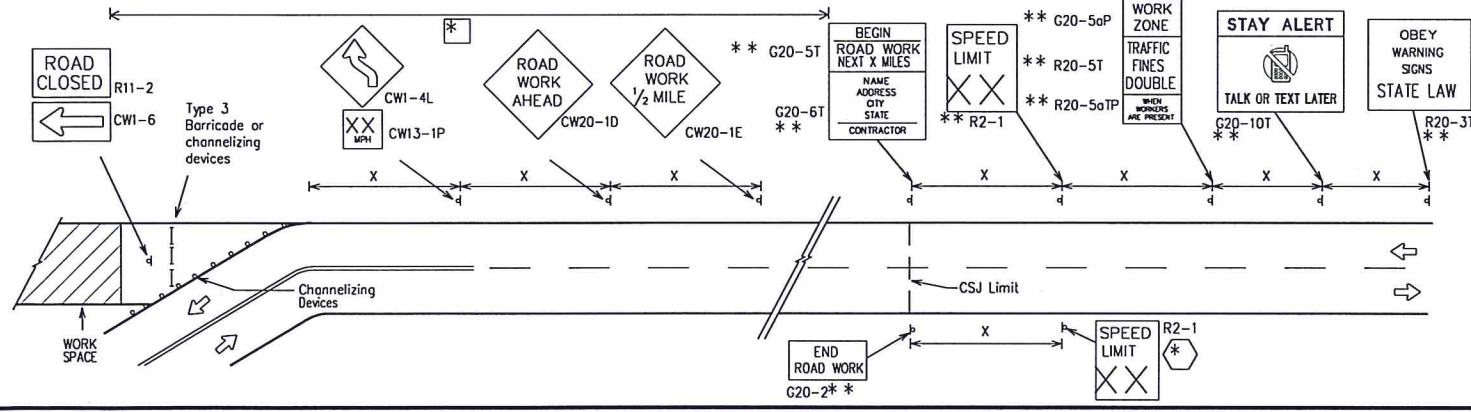 ROAD
CLOSED
R11-2
CW1-6
Type 3
Barricade or
channelizing
devices
*
CW1-4L
XX
MPH
CW13-1P
ROAD
WORK
AHEAD
CW20-1D
ROAD
WORK
1/2 MILE
CW20-1E
** G20-5T
G20-6T
**
BEGIN
ROAD WORK
NEXT X MILES
NAME
ADDRESS
CITY
STATE
CONTRACTOR
SPEED
LIMIT
XX
** R2-1
** G20-5aP
** R20-5T
** R20-5aTP
WORK
ZONE
TRAFFIC
FINES
DOUBLE
WHEN
WORKERS
ARE PRESENT
STAY ALERT
TALK OR TEXT LATER
G20-10T
**
OBEY
WARNING
SIGNS
STATE LAW
R20-3T
**
X
X
X
X
X
X
X
Channelizing
Devices
CSJ Limit
WORK
SPACE
X
END
ROAD WORK
G20-2**
SPEED
LIMIT
XX
R2-1
*